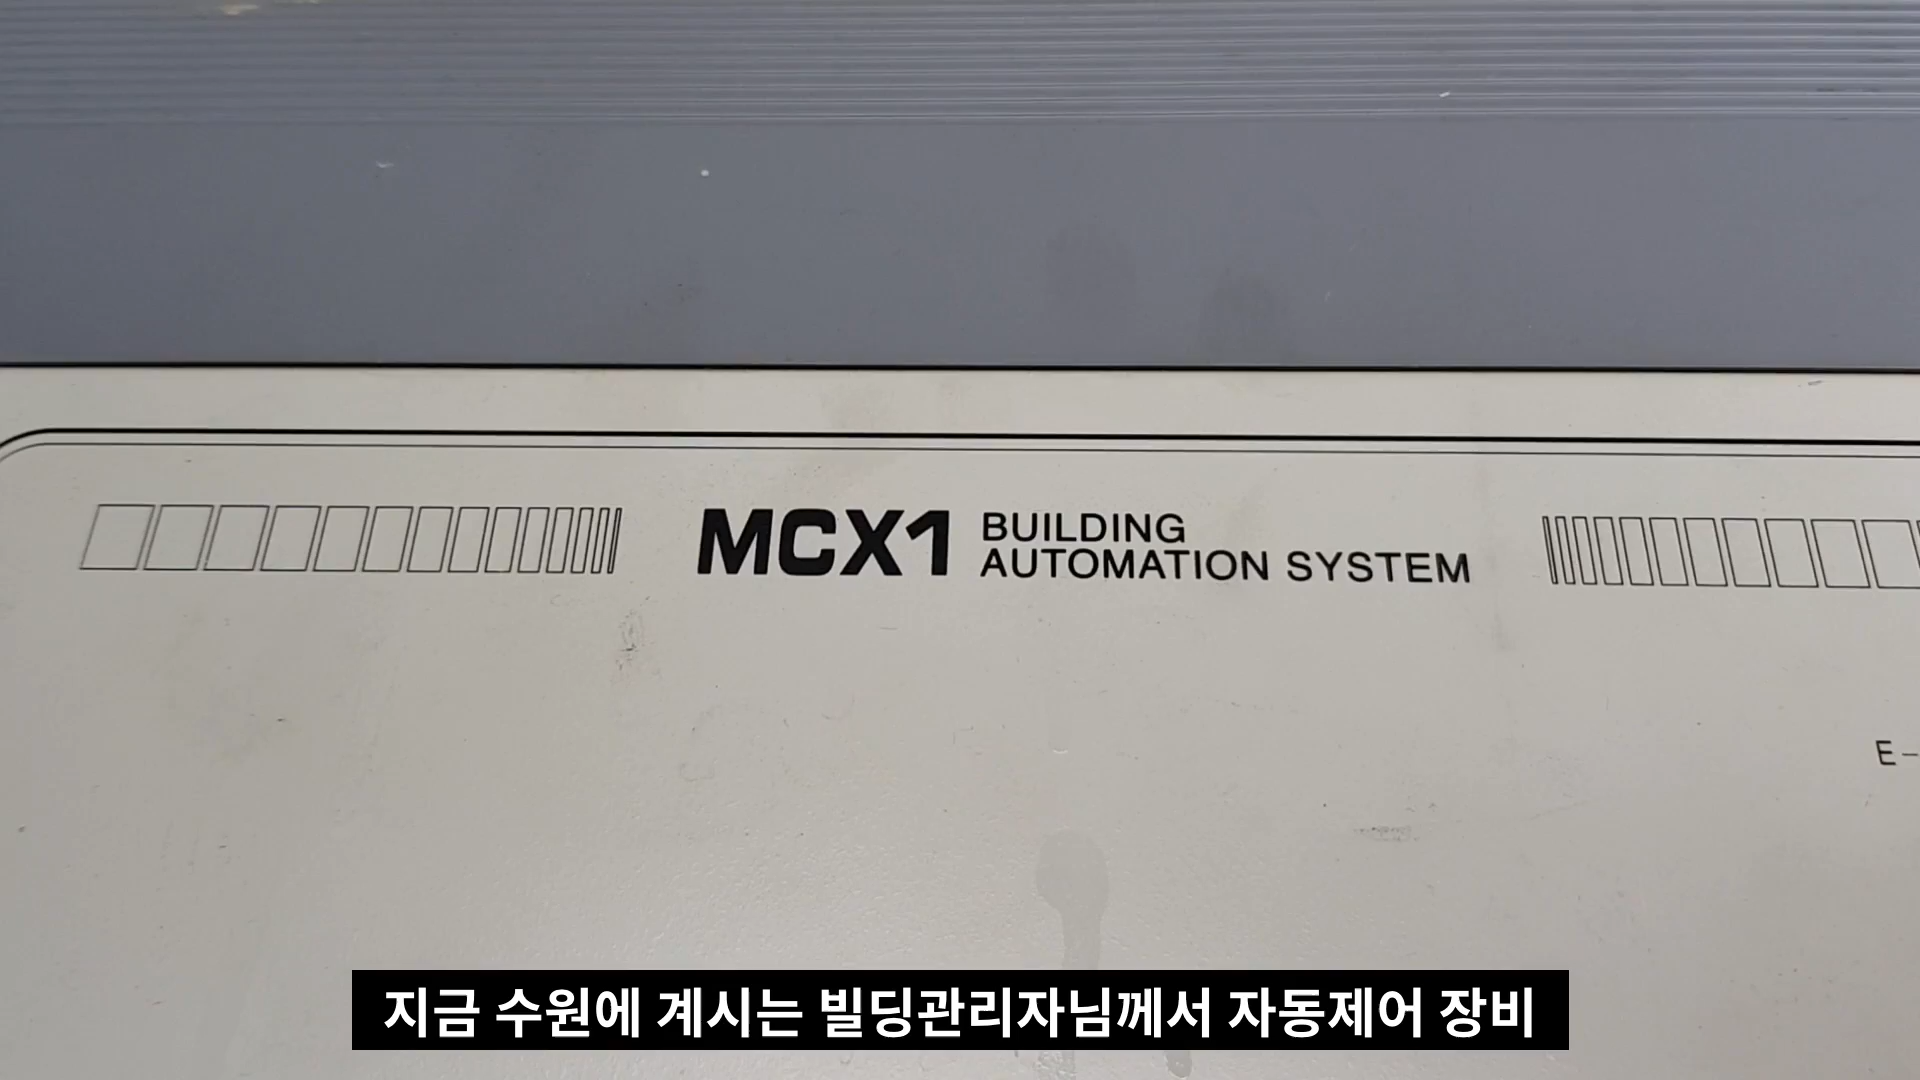 MCX1 BUILDING
AUTOMATION SYSTEM
E-
지금 수원에 계시는 빌딩관리자님께서 자동제어 장비